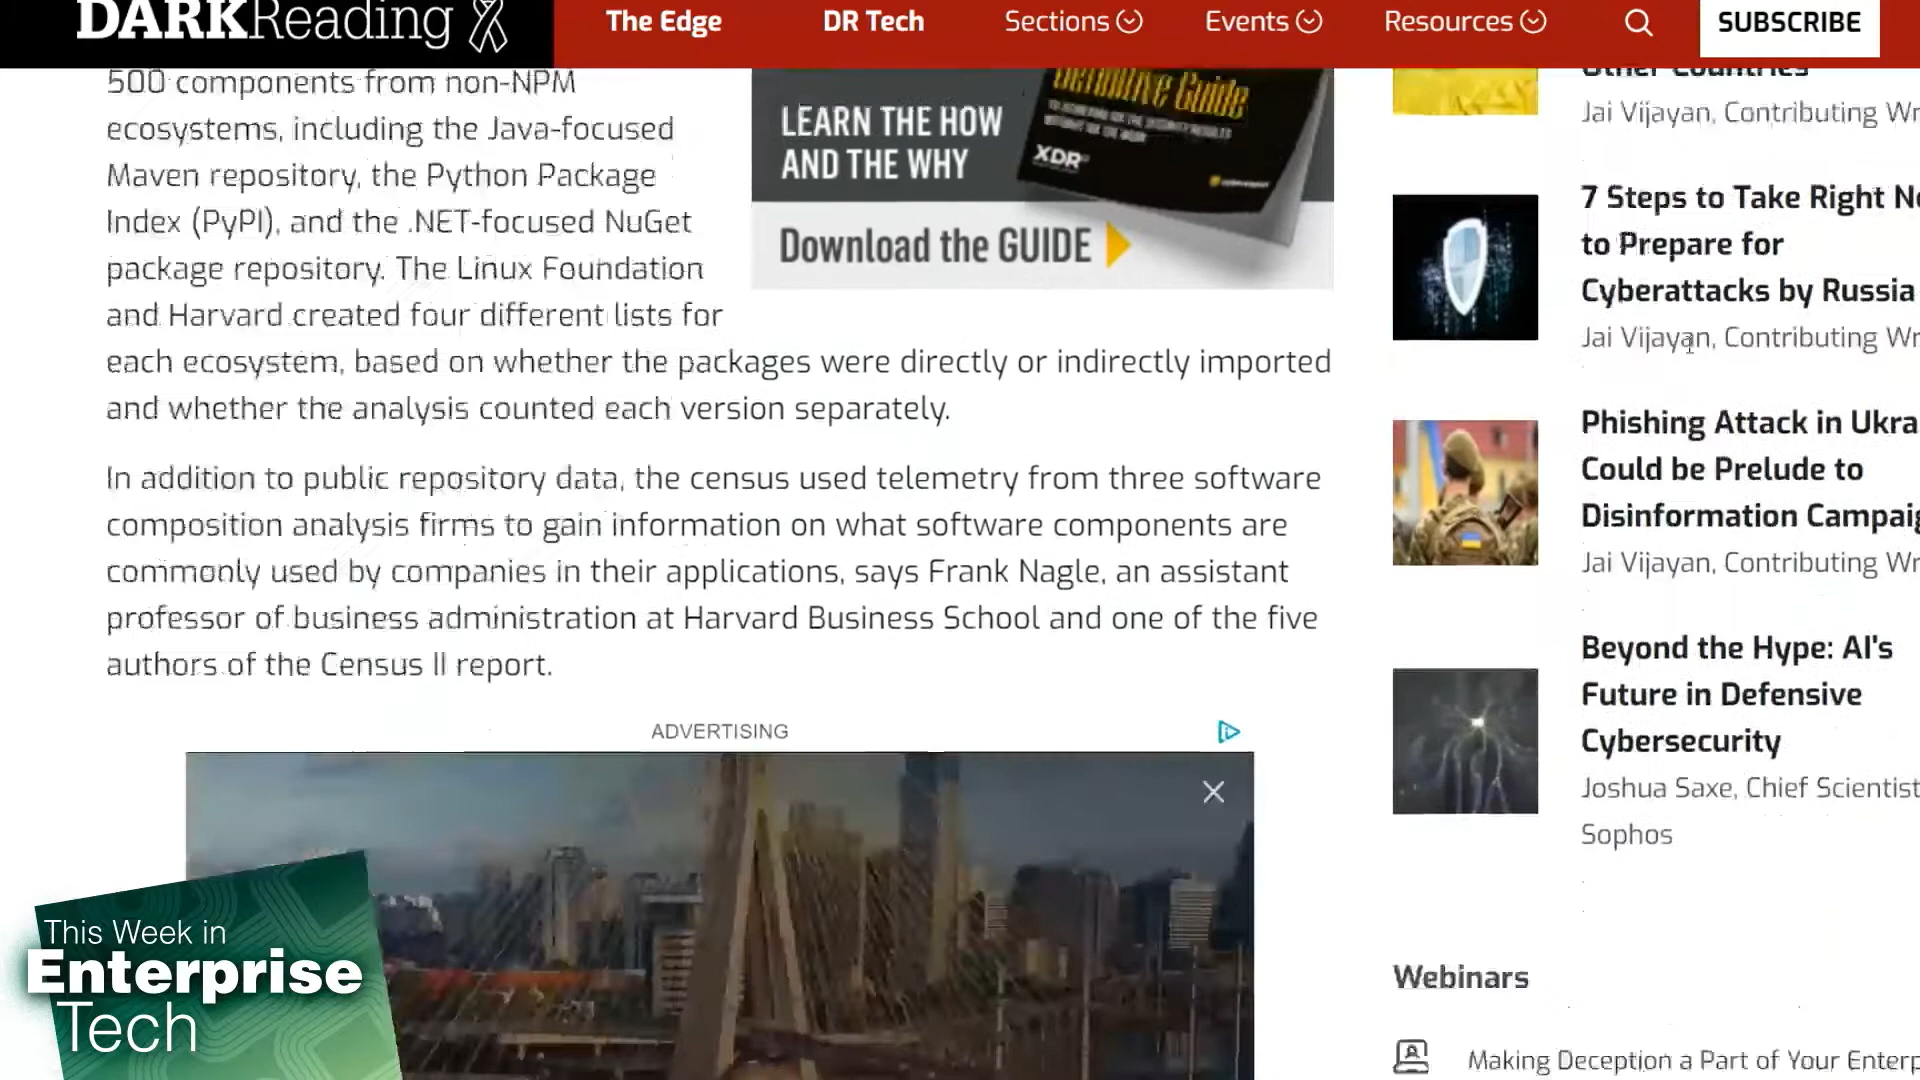 DARKReading
The Edge
DR Tech
Sections
Events
Resources
SUBSCRIBE
500 components from non-NPM
ecosystems, including the Java-focused
Maven repository, the Python Package
Index (PyPI), and the .NET-focused NuGet
package repository. The Linux Foundation
and Harvard created four different lists for
each ecosystem, based on whether the packages were directly or indirectly imported
and whether the analysis counted each version separately.
In addition to public repository data, the census used telemetry from three software
composition analysis firms to gain information on what software components are
commonly used by companies in their applications, says Frank Nagle, an assistant
professor of business administration at Harvard Business School and one of the five
authors of the Census II report.
Definitive Guide
LEARN THE HOW
AND THE WHY
XDR
Download the GUIDE
ADVERTISING
Other Countries
Jai Vijayan, Contributing Wr
7 Steps to Take Right No
to Prepare for
Cyberattacks by Russia
Jai Vijayan, Contributing Wr
Phishing Attack in Ukra
Could be Prelude to
Disinformation Campaig
Jai Vijayan, Contributing Wr
Beyond the Hype: AI's
Future in Defensive
Cybersecurity
Joshua Saxe, Chief Scientist
Sophos
Webinars
Making Deception a Part of Your Enterp
This Week in
Enterprise
Tech